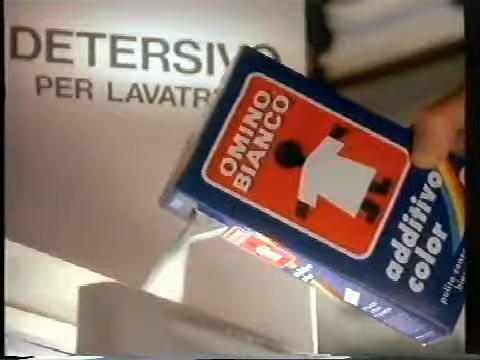 DETERSIVO
PER LAVATR
OMINO
BIANCO
additivo
color